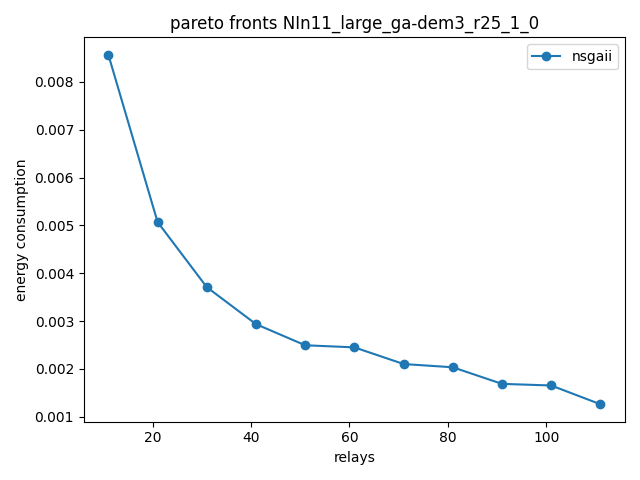 pareto fronts NIn11_large_ga-dem3_r25_1_0
nsgaii
energy consumption
0.008
0.007
0.006
0.005
0.004
0.003
0.002
0.001
20 40 60 80 100
relays